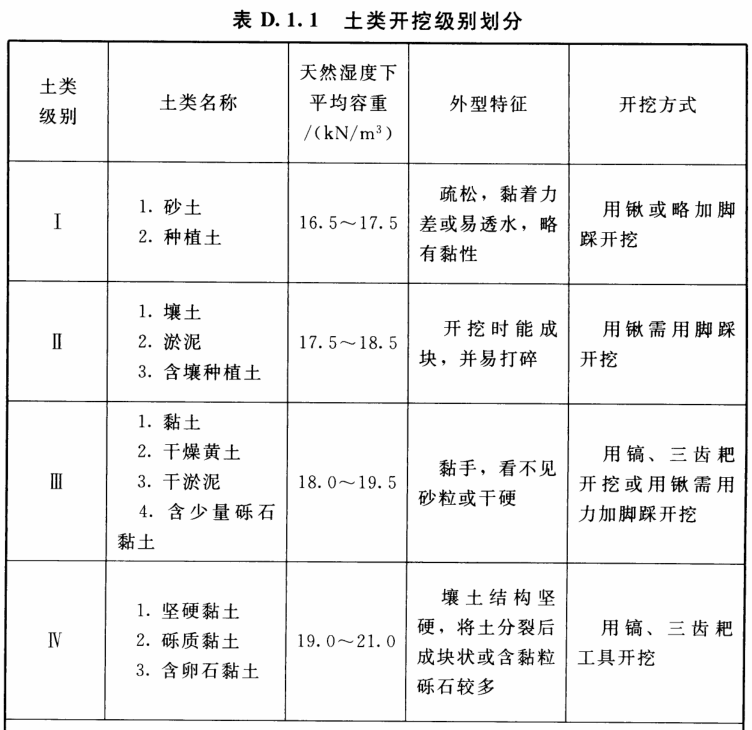 表 D.1.1 土类开挖级别划分
土类
级别
土类名称
天然湿度下
平均容重
/(kN/m³)
外型特征
开挖方式
Ⅰ
1. 砂土
2. 种植土
16.5～17.5
疏松，黏着力
差或易透水，略
有黏性
用锹或略加脚
踩开挖
Ⅱ
1. 壤土
2. 淤泥
3. 含壤种植土
17.5～18.5
开挖时能成
块，并易打碎
用锹需用脚踩
开挖
Ⅲ
1. 黏土
2. 干燥黄土
3. 干淤泥
4. 含少量砾石
黏土
18.0～19.5
黏手，看不见
砂粒或干硬
用镐、三齿耙
开挖或用锹需用
力加脚踩开挖
Ⅳ
1. 坚硬黏土
2. 砾质黏土
3. 含卵石黏土
19.0～21.0
壤土结构坚
硬，将土分裂后
成块状或含黏粒
砾石较多
用镐、三齿耙
工具开挖